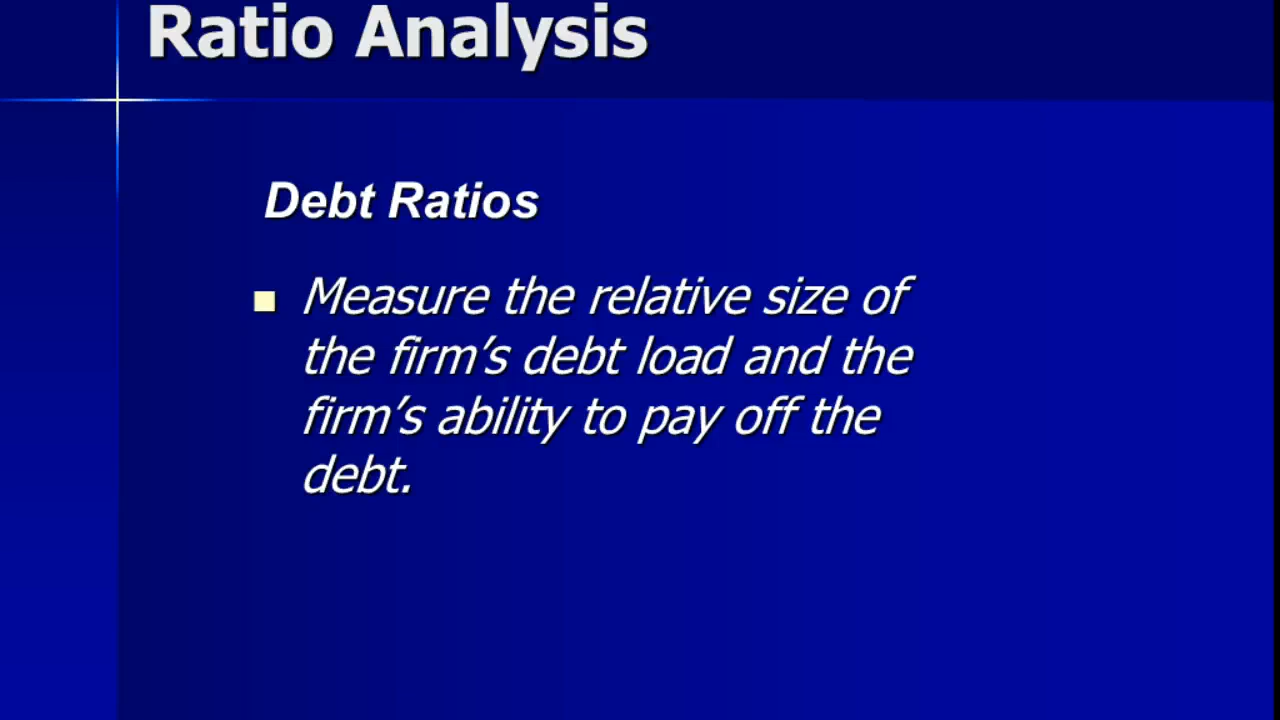 Ratio Analysis
Debt Ratios
Measure the relative size of
the firm’s debt load and the
firm’s ability to pay off the
debt.